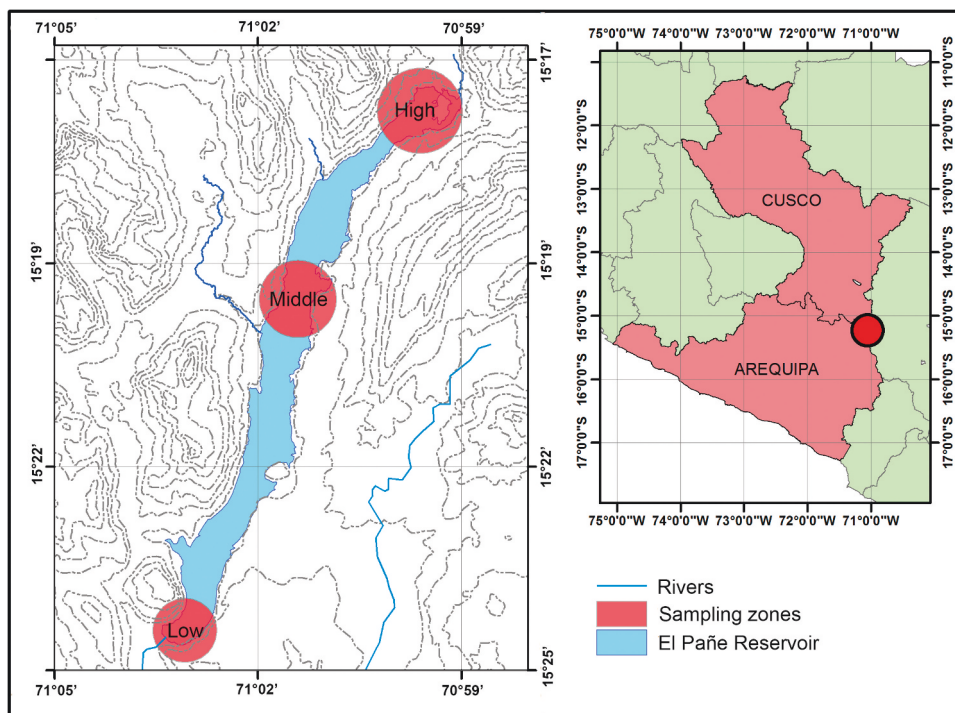 71°05' 71°02' 70°59'
15°17' 15°17'
15°19' 15°19'
15°22' 15°22'
15°25' 15°25'
High
Middle
Low
71°05' 71°02' 70°59'
75°0'0"W 74°0'0"W 73°0'0"W 72°0'0"W 71°0'0"W
11°0'0"S 11°0'0"S
12°0'0"S 12°0'0"S
13°0'0"S 13°0'0"S
14°0'0"S 14°0'0"S
15°0'0"S 15°0'0"S
16°0'0"S 16°0'0"S
17°0'0"S 17°0'0"S
CUSCO
AREQUIPA
75°0'0"W 74°0'0"W 73°0'0"W 72°0'0"W 71°0'0"W
Rivers
Sampling zones
El Pañe Reservoir